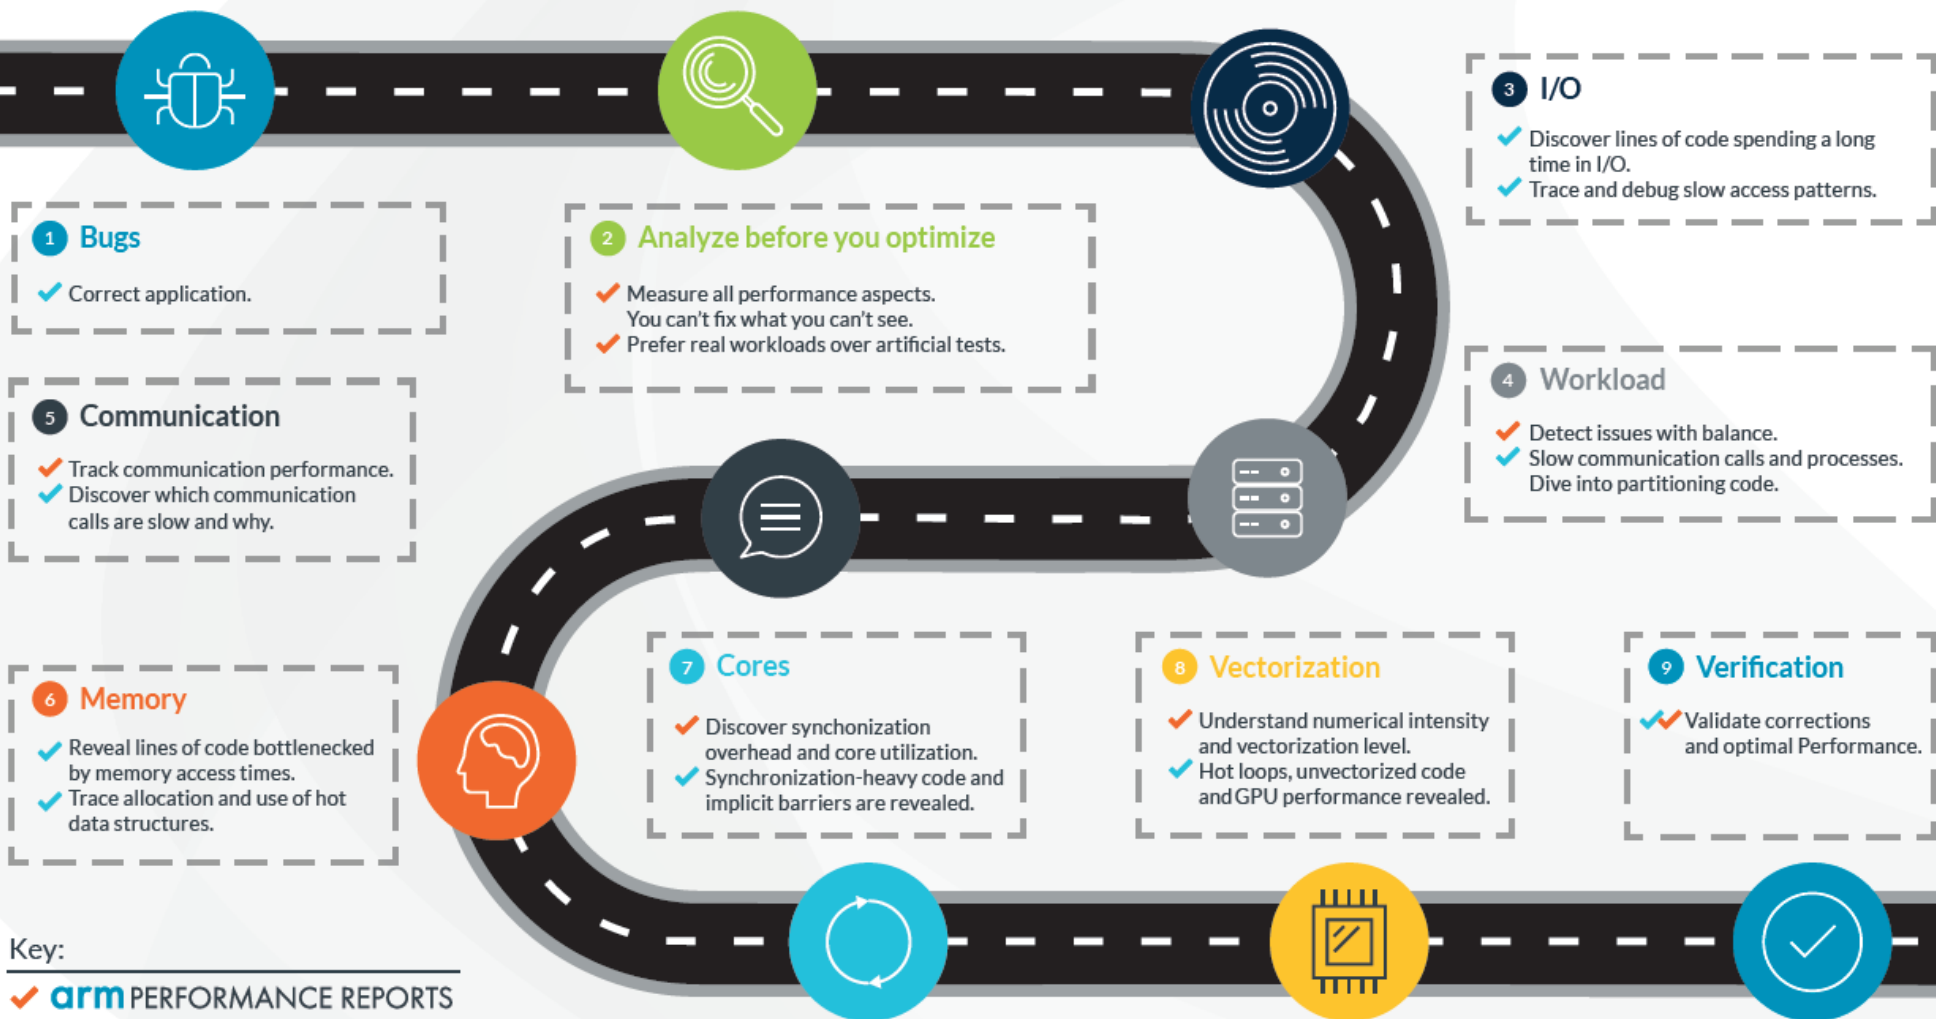 1 Bugs
Correct application.
2 Analyze before you optimize
Measure all performance aspects.
You can't fix what you can't see.
Prefer real workloads over artificial tests.
3 I/O
Discover lines of code spending a long
time in I/O.
Trace and debug slow access patterns.
4 Workload
Detect issues with balance.
Slow communication calls and processes.
Dive into partitioning code.
5 Communication
Track communication performance.
Discover which communication
calls are slow and why.
6 Memory
Reveal lines of code bottlenecked
by memory access times.
Trace allocation and use of hot
data structures.
7 Cores
Discover synchonization
overhead and core utilization.
Synchronization-heavy code and
implicit barriers are revealed.
8 Vectorization
Understand numerical intensity
and vectorization level.
Hot loops, unvectorized code
and GPU performance revealed.
9 Verification
Validate corrections
and optimal Performance.
Key:
arm PERFORMANCE REPORTS